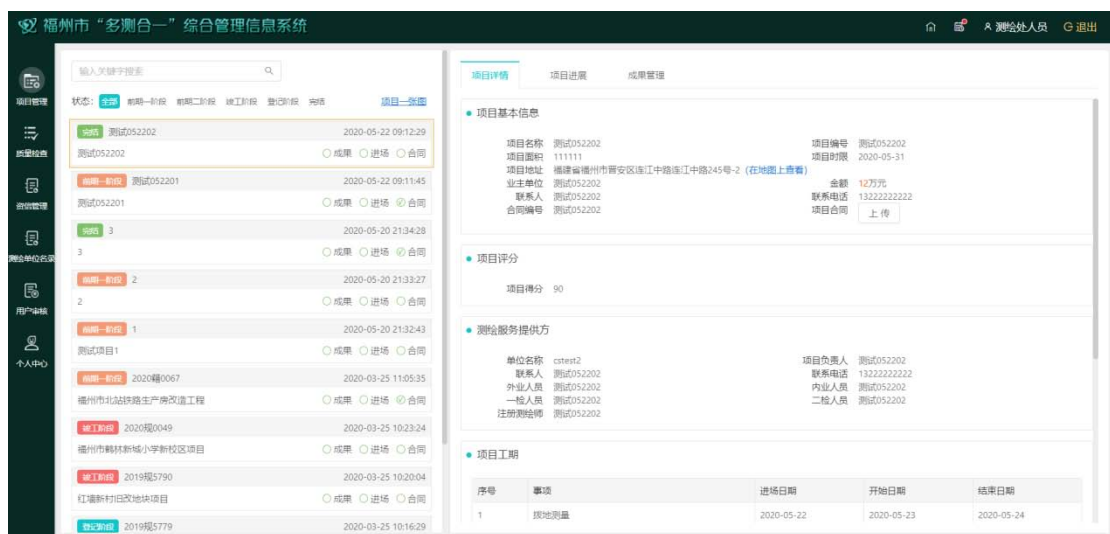 福州市“多测合一”综合管理信息系统
测绘处人员 退出
项目管理
质量检查
资信管理
测绘单位名录
用户审核
个人中心
输入关键字搜索
状态： 全部 前期一阶段 前期二阶段 竣工阶段 登记阶段 完结 项目一张图
完结 测试052202 2020-05-22 09:12:29
测试052202 成果 进场 合同
前期一阶段 测试052201 2020-05-22 09:11:45
测试052201 成果 进场 合同
完结 3 2020-05-20 21:34:28
3 成果 进场 合同
前期一阶段 2 2020-05-20 21:33:27
2 成果 进场 合同
前期一阶段 1 2020-05-20 21:32:43
测试项目1 成果 进场 合同
前期一阶段 2020籍0067 2020-03-25 11:05:35
福州市北站铁路生产房改造工程 成果 进场 合同
竣工阶段 2020规0049 2020-03-25 10:23:24
福州市鹤林新城小学新校区项目 成果 进场 合同
竣工阶段 2019规5790 2020-03-25 10:20:04
红墙新村旧改地块项目 成果 进场 合同
登记阶段 2019规5779 2020-03-25 10:16:29
项目详情 项目进展 成果管理
项目基本信息
项目名称 测试052202 项目编号 测试052202
项目面积 111111 项目时限 2020-05-31
项目地址 福建省福州市晋安区连江中路连江中路245号-2 (在地图上查看)
业主单位 测试052202 金额 12万元
联系人 测试052202 联系电话 13222222222
合同编号 测试052202 项目合同 上传
项目评分
项目得分 90
测绘服务提供方
单位名称 cstest2 项目负责人 测试052202
联系人 测试052202 联系电话 13222222222
外业人员 测试052202 内业人员 测试052202
一检人员 测试052202 二检人员 测试052202
注册测绘师 测试052202
项目工期
序号 事项 进场日期 开始日期 结束日期
1 拨地测量 2020-05-22 2020-05-23 2020-05-24